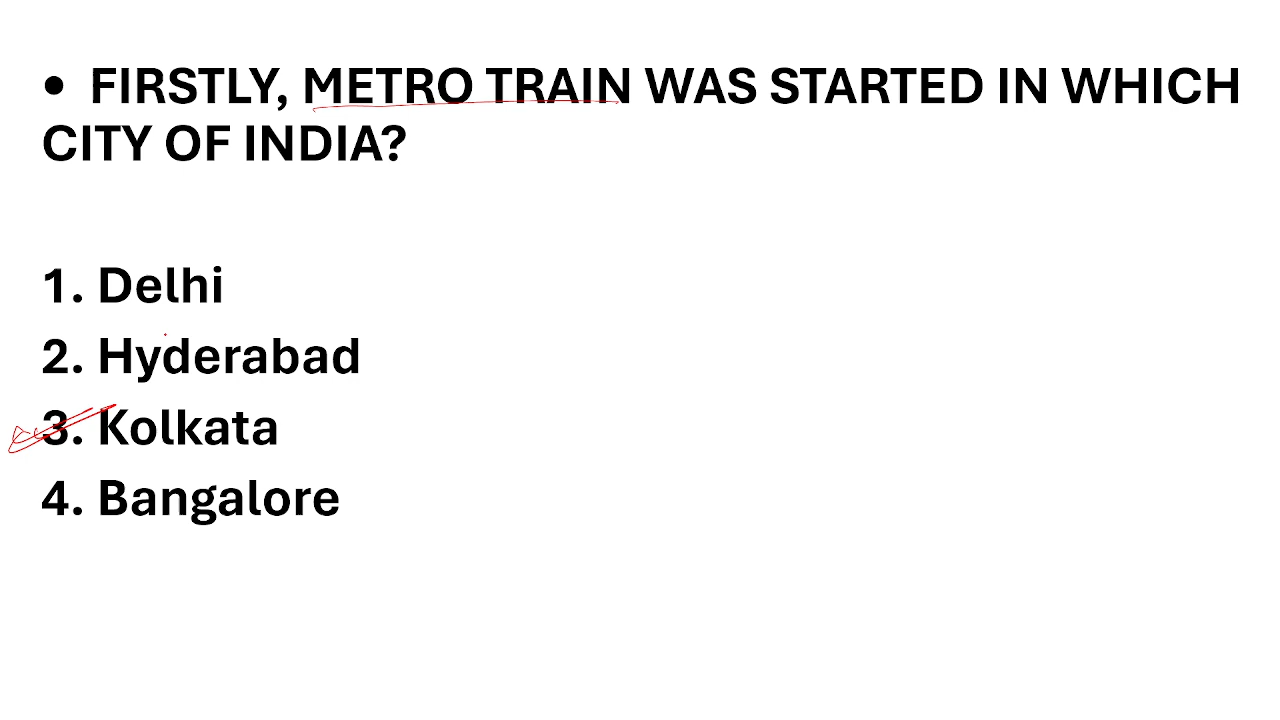 • FIRSTLY, METRO TRAIN WAS STARTED IN WHICH
CITY OF INDIA?
1. Delhi
2. Hyderabad
3. Kolkata
4. Bangalore